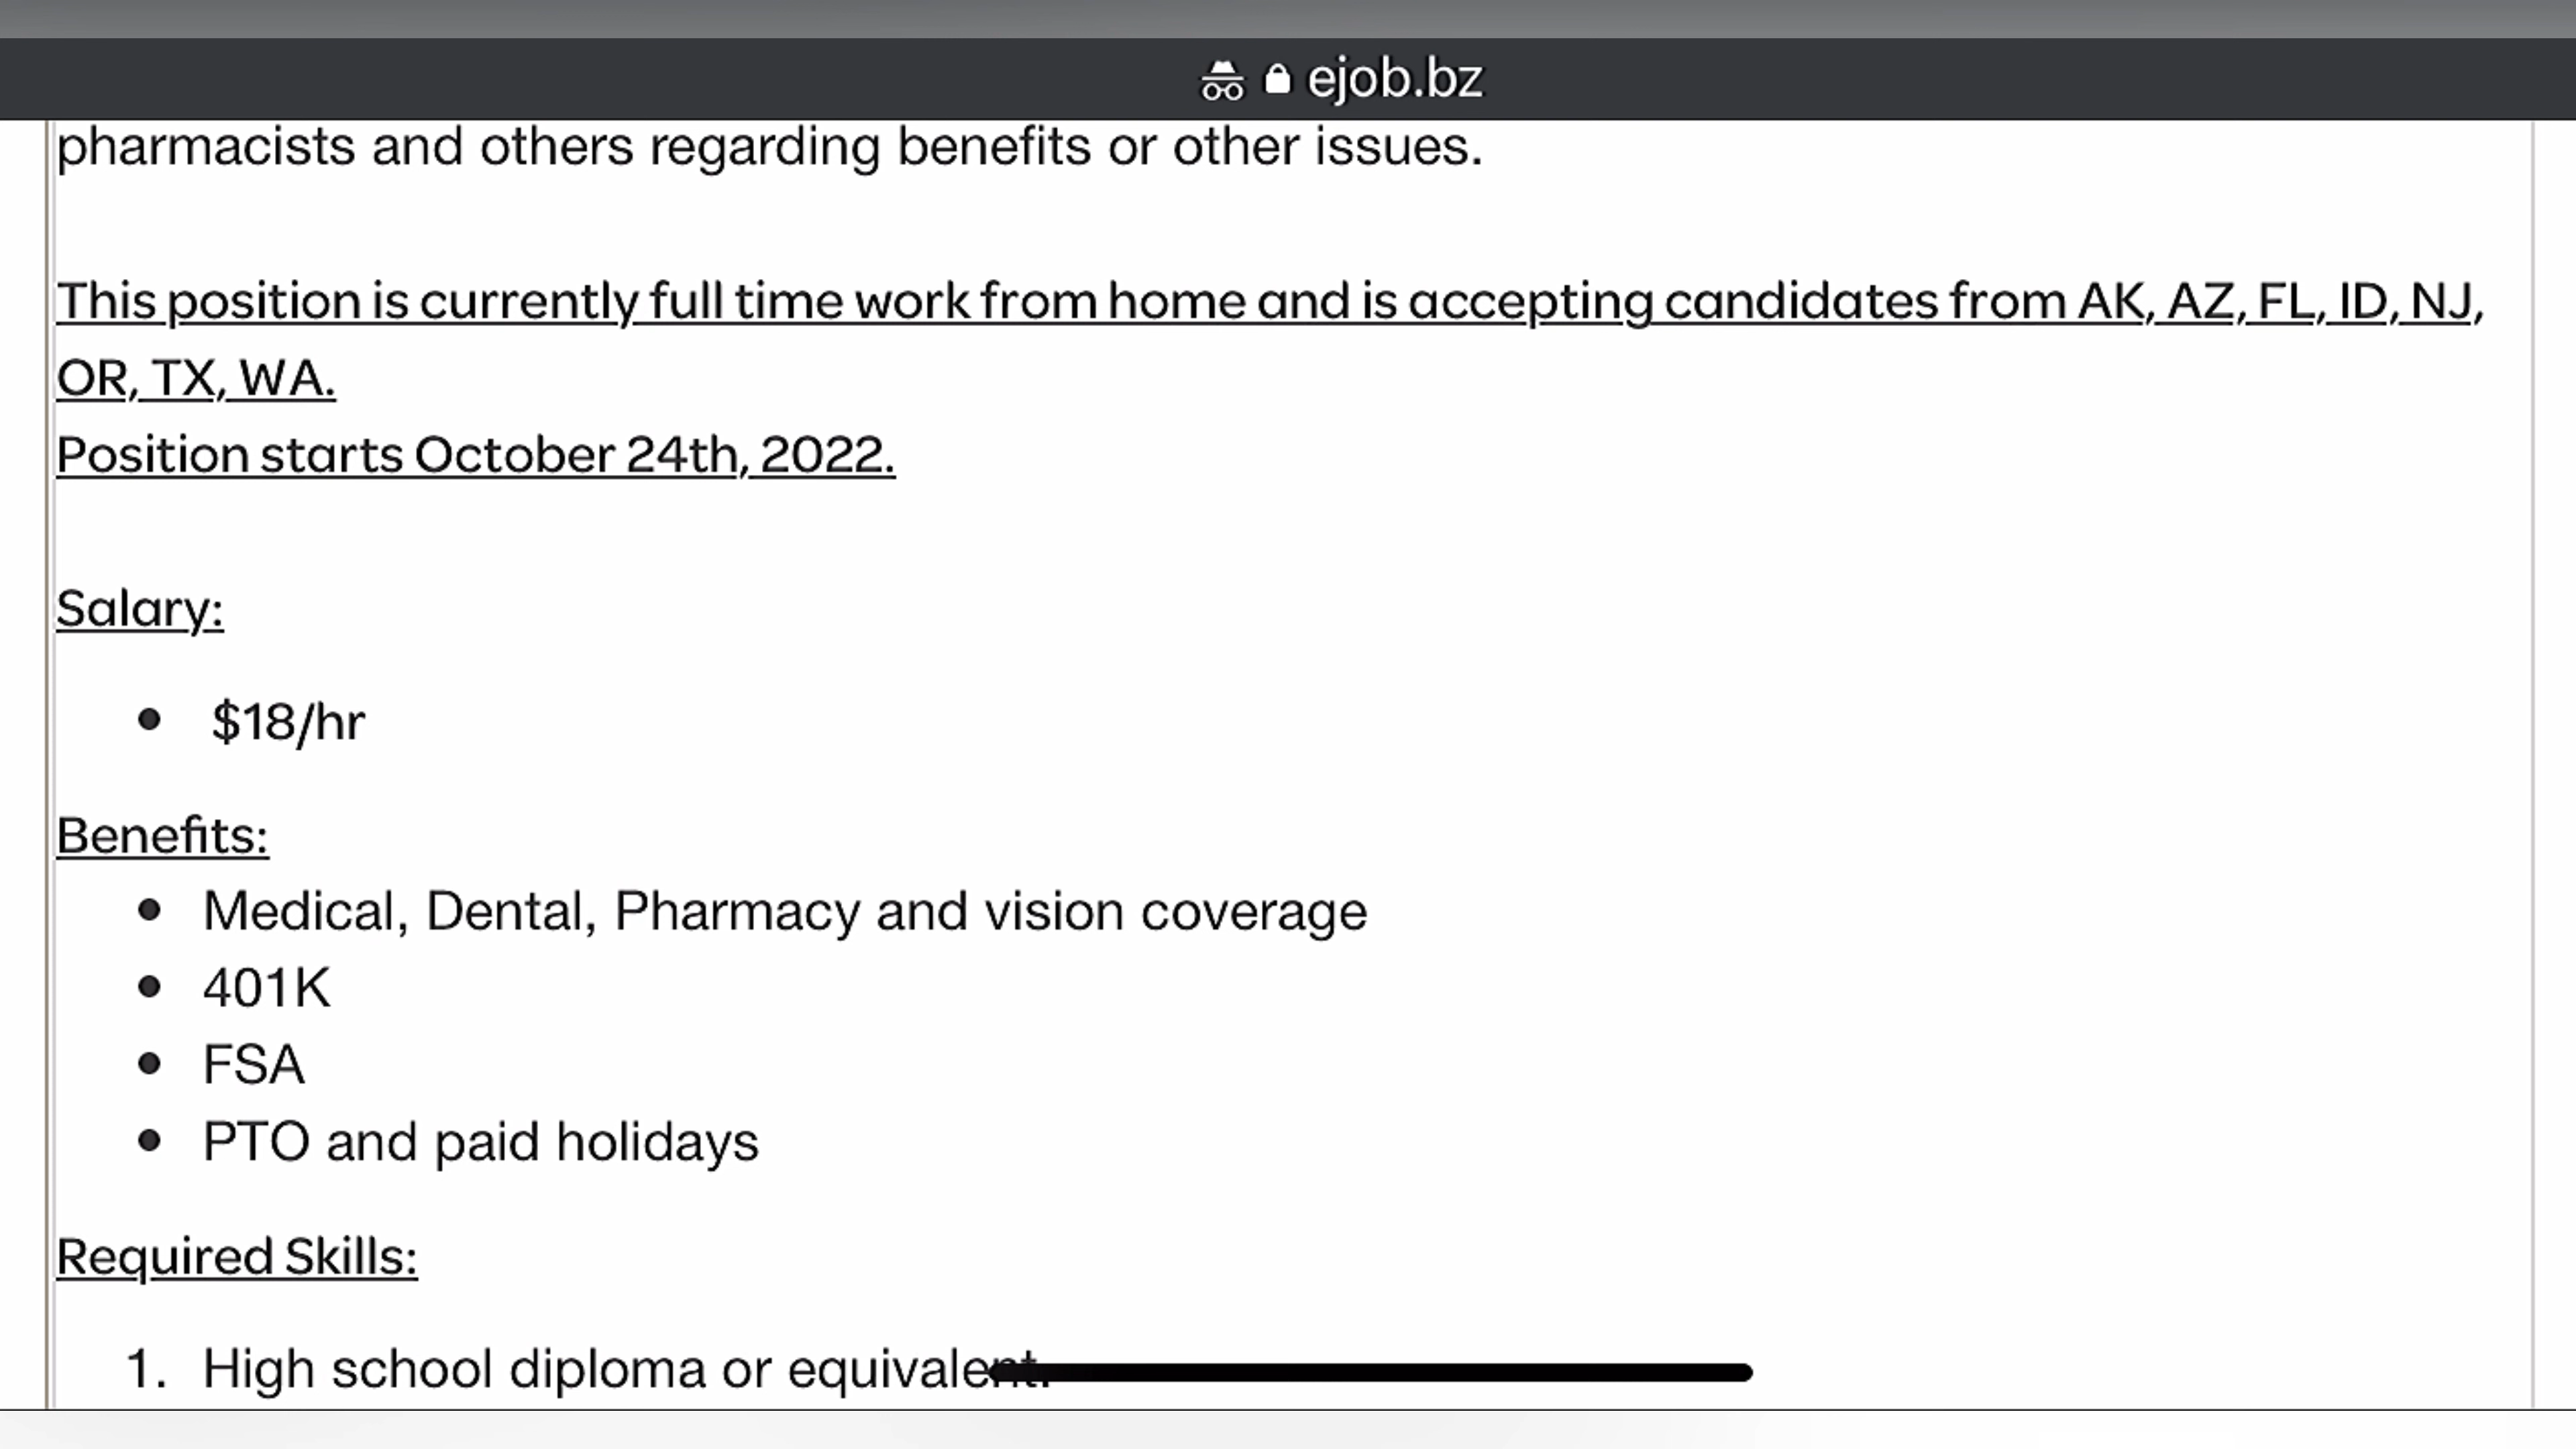 ejob.bz
pharmacists and others regarding benefits or other issues.
This position is currently full time work from home and is accepting candidates from AK, AZ, FL, ID, NJ,
OR, TX, WA.
Position starts October 24th, 2022.
Salary:
• $18/hr
Benefits:
• Medical, Dental, Pharmacy and vision coverage
• 401K
• FSA
• PTO and paid holidays
Required Skills:
1. High school diploma or equivalent.